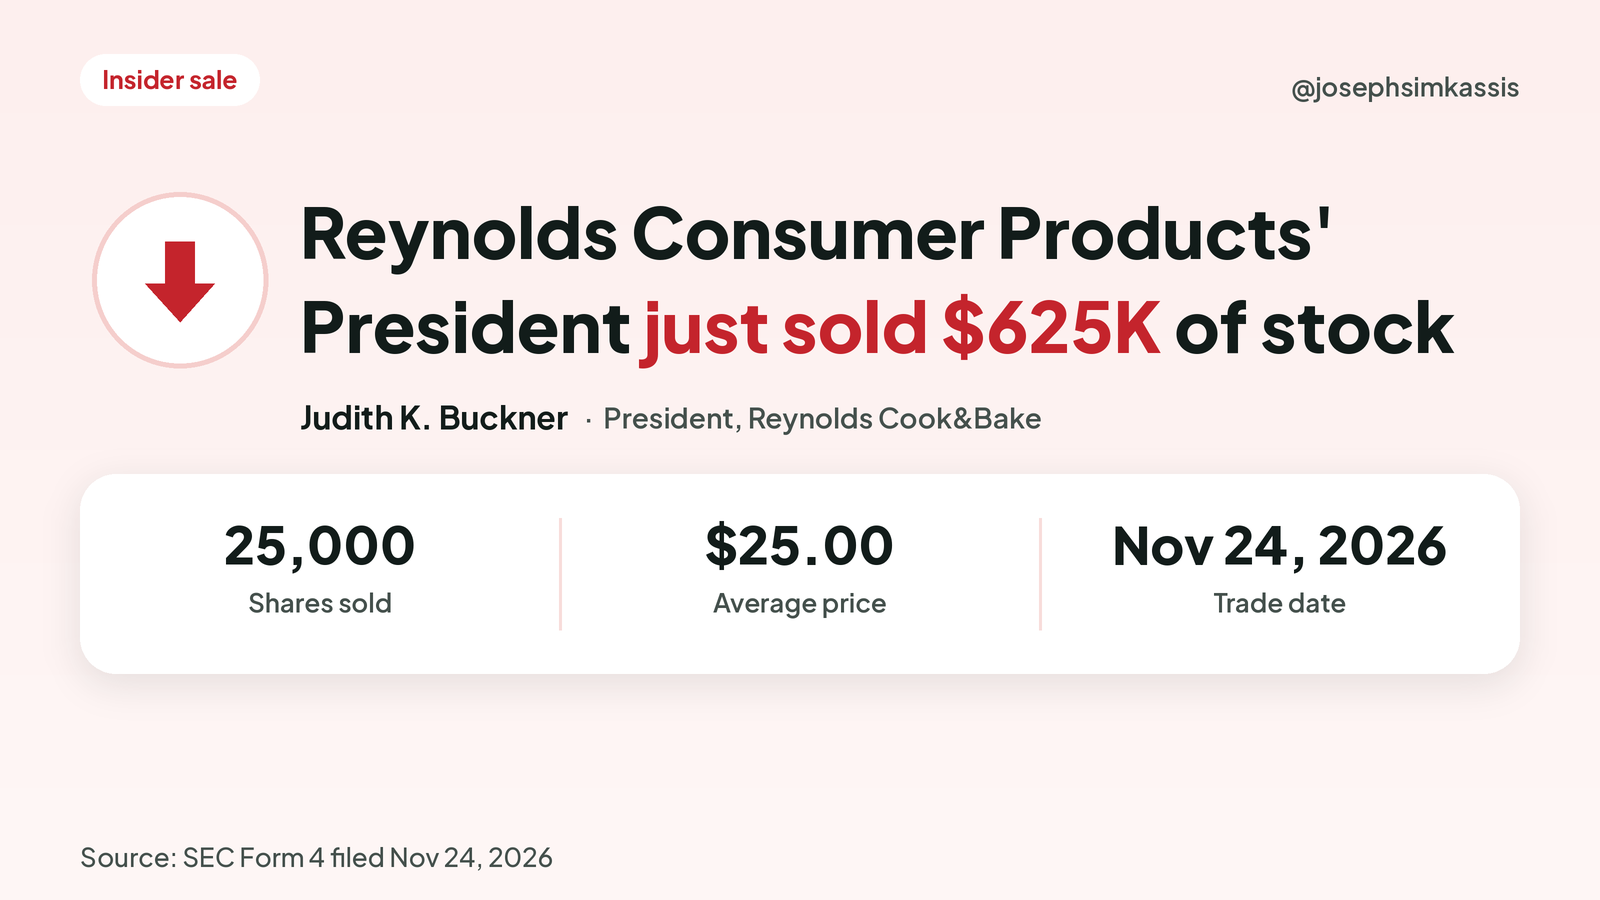 Insider sale
@josephsimkassis
Reynolds Consumer Products'
President just sold $625K of stock
Judith K. Buckner · President, Reynolds Cook&Bake
25,000
Shares sold
$25.00
Average price
Nov 24, 2026
Trade date
Source: SEC Form 4 filed Nov 24, 2026